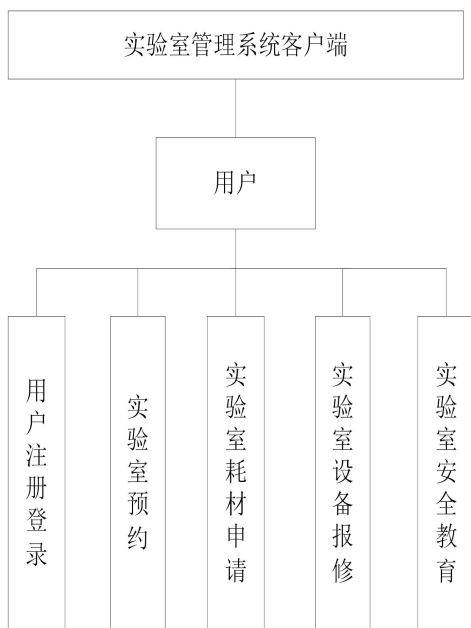 实验室管理系统客户端
用户
用户注册登录
实验室预约
实验室耗材申请
实验室设备报修
实验室安全教育